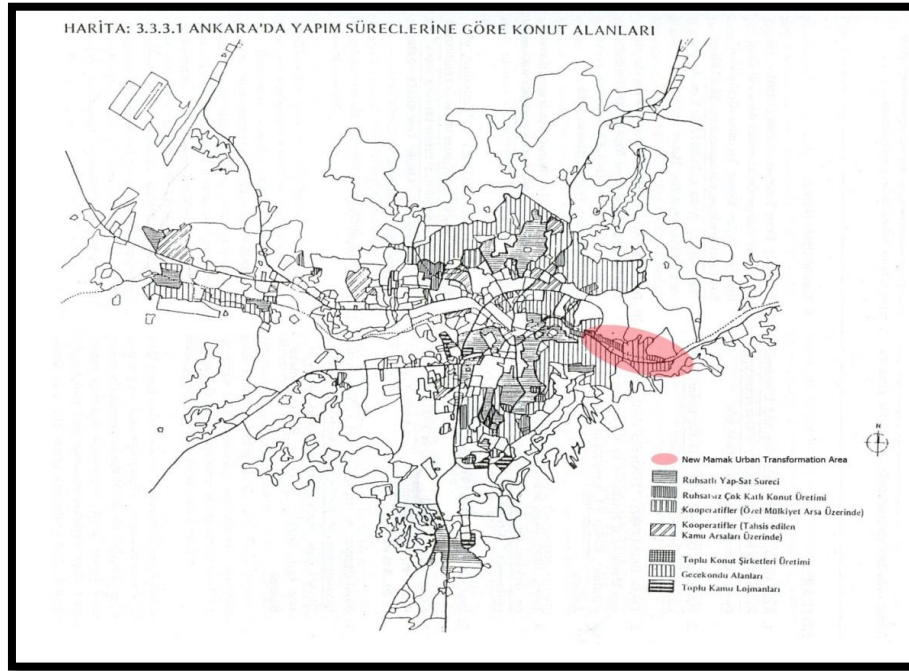 HARİTA: 3.3.3.1 ANKARA'DA YAPIM SÜRECLERİNE GÖRE KONUT ALANLARI
N
New Mamak Urban Transformation Area
Ruhsatlı Yap-Sat Sureci
Ruhsatsız Çok Katlı Konut Üretimi
Kooperatifler (Özel Mülkiyet Arsa Üzerinde)
Kooperatifler (Tahsis edilen
Kamu Arsaları Üzerinde)
Toplu Konut Şirketleri Üretimi
Gecekondu Alanları
Toplu Kamu Lojmanları